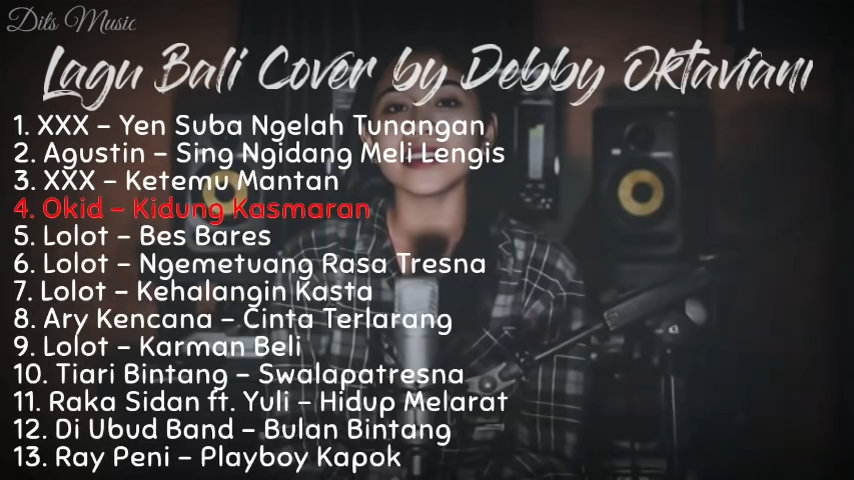 Dits Music
Lagu Bali Cover by Debby Oktaviani
1. XXX - Yen Suba Ngelah Tunangan
2. Agustin - Sing Ngidang Meli Lengis
3. XXX - Ketemu Mantan
4. Okid - Kidung Kasmaran
5. Lolot - Bes Bares
6. Lolot - Ngemetuang Rasa Tresna
7. Lolot - Kehalangin Kasta
8. Ary Kencana - Cinta Terlarang
9. Lolot - Karman Beli
10. Tiari Bintang - Swalapatresna
11. Raka Sidan ft. Yuli - Hidup Melarat
12. Di Ubud Band - Bulan Bintang
13. Ray Peni - Playboy Kapok